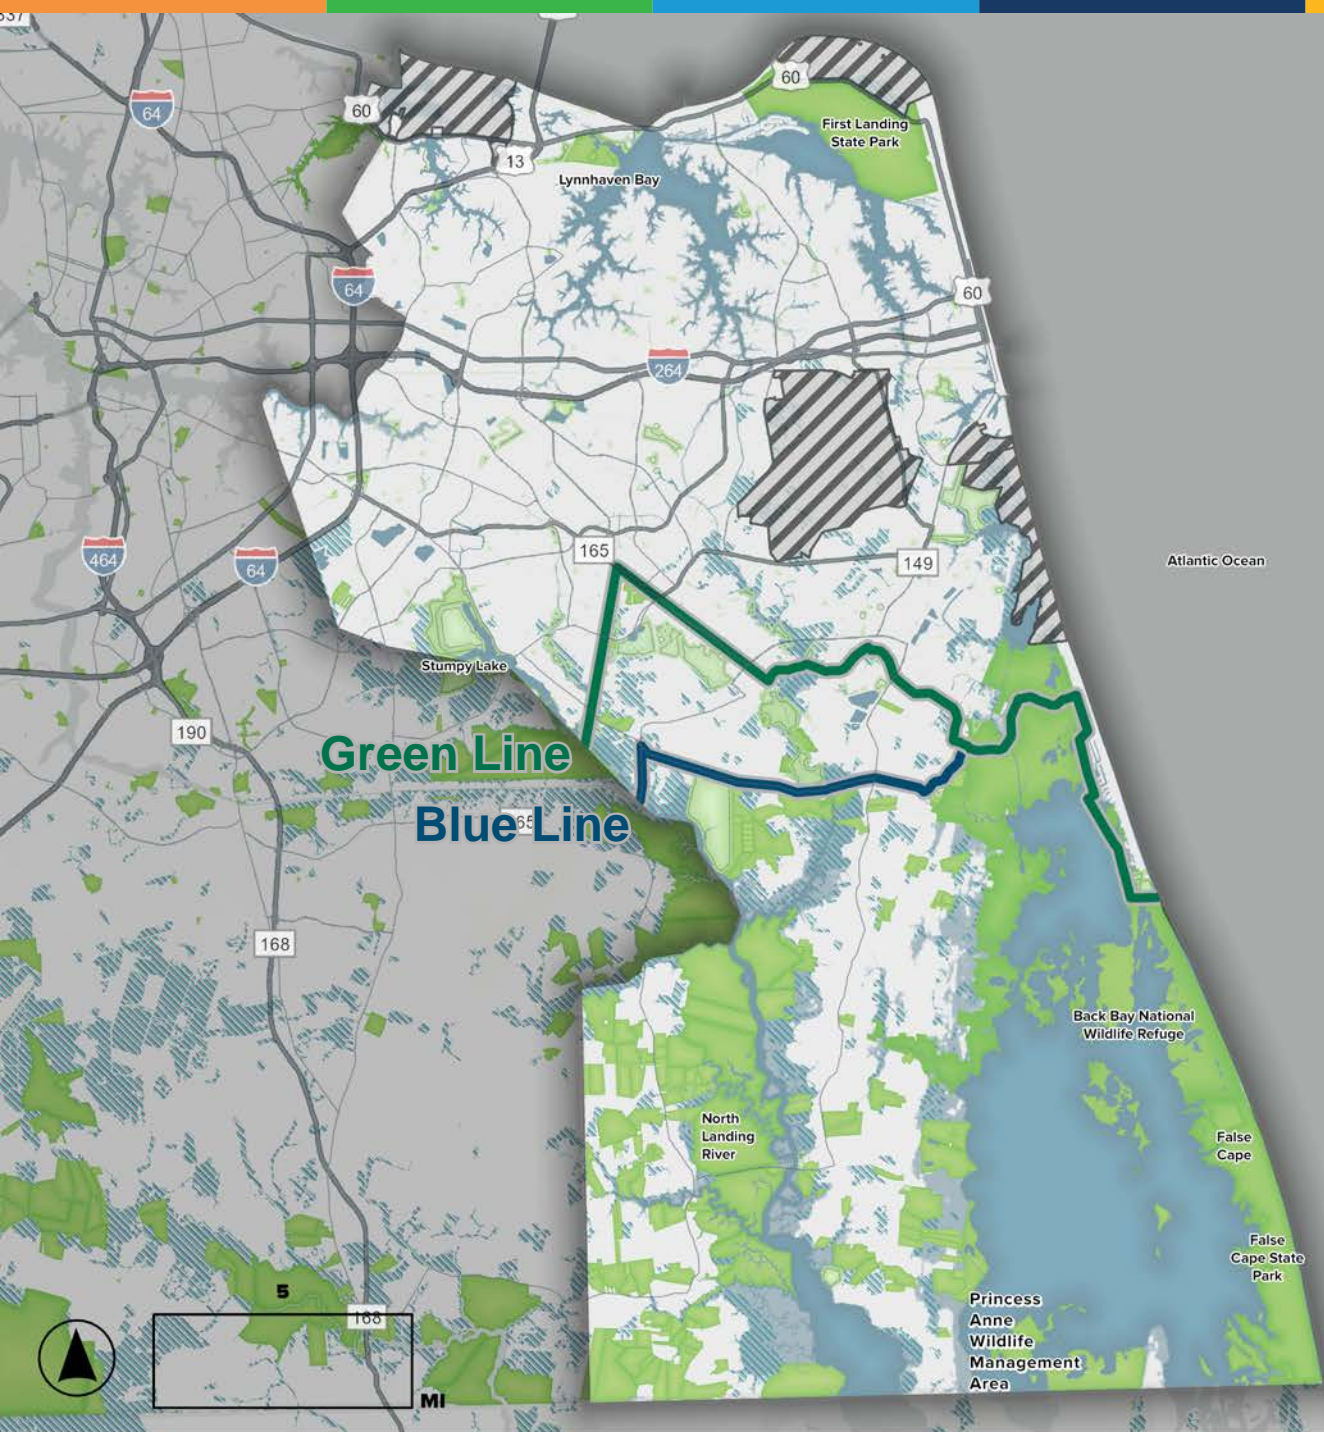 337
60
64
60
First Landing
State Park
13
Lynnhaven Bay
64
60
264
165
464
64
149
Atlantic Ocean
Stumpy Lake
190
Green Line
Blue Line
65
168
Back Bay National
Wildlife Refuge
North
Landing
River
False
Cape
False
Cape State
Park
5
168
Princess
Anne
Wildlife
Management
Area
MI